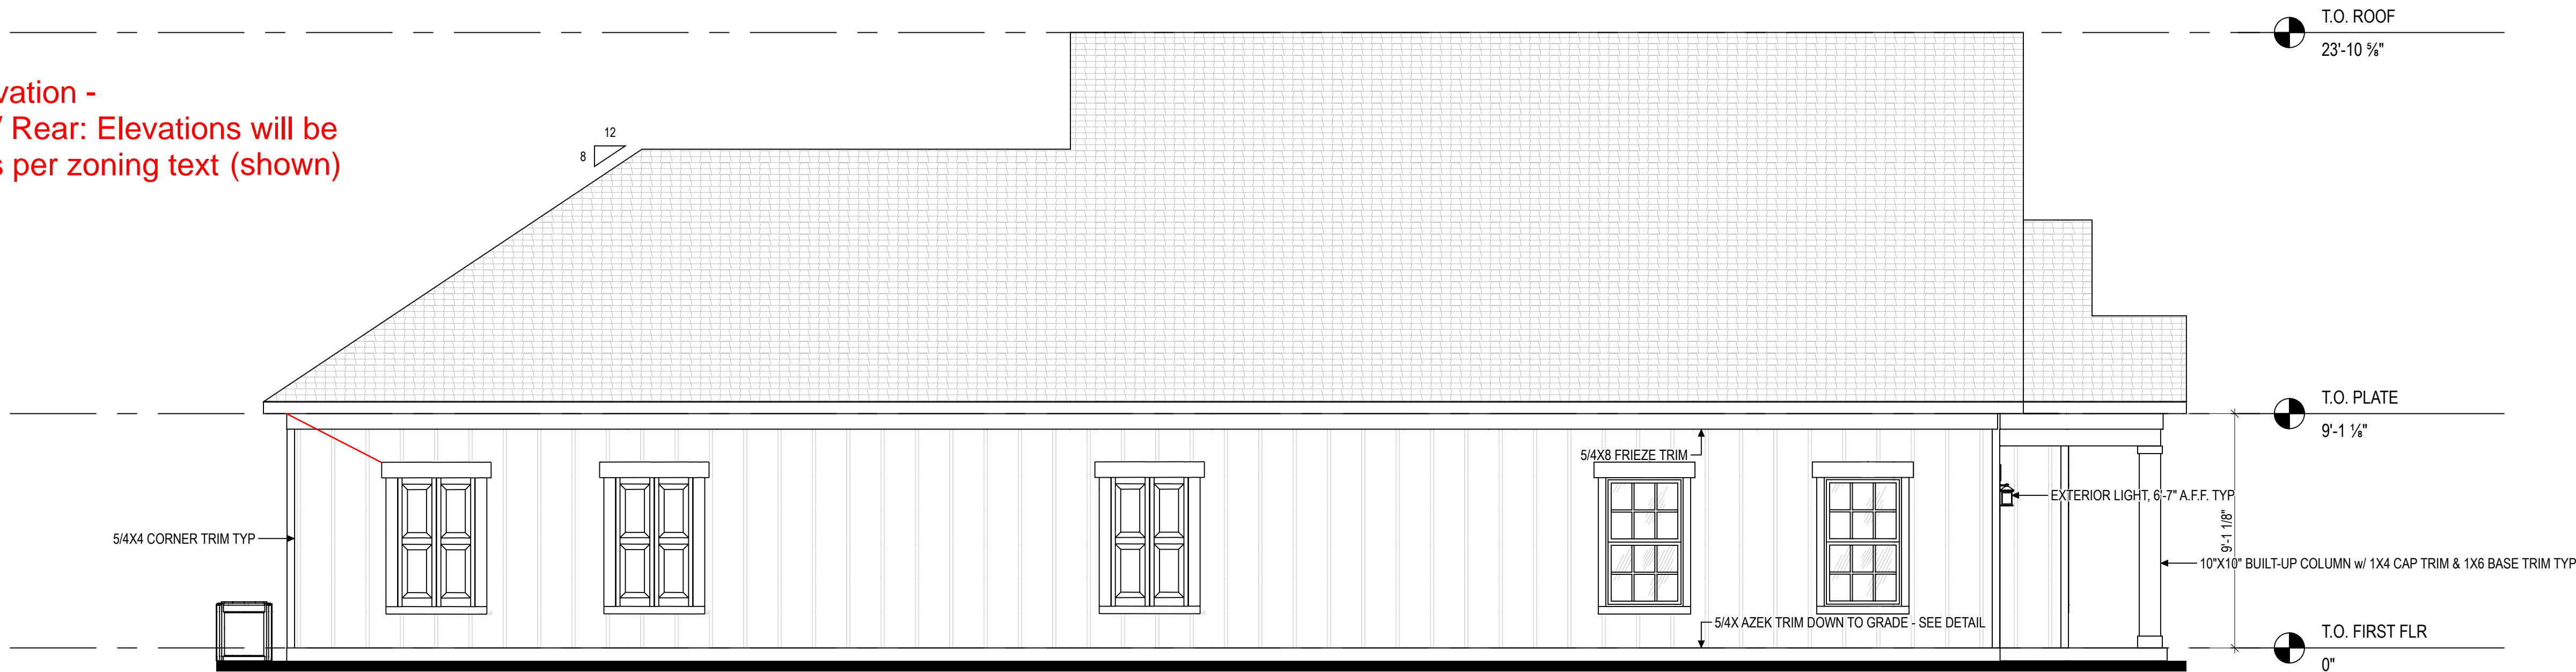 T.O. ROOF
23'-10 ⅝"
vation -
/ Rear: Elevations will be
s per zoning text (shown)
12
8
T.O. PLATE
9'-1 ⅛"
5/4X8 FRIEZE TRIM
EXTERIOR LIGHT, 6'-7" A.F.F. TYP
9'-1 1/8"
5/4X4 CORNER TRIM TYP
10"X10" BUILT-UP COLUMN w/ 1X4 CAP TRIM & 1X6 BASE TRIM TYP
5/4X AZEK TRIM DOWN TO GRADE - SEE DETAIL
T.O. FIRST FLR
0"